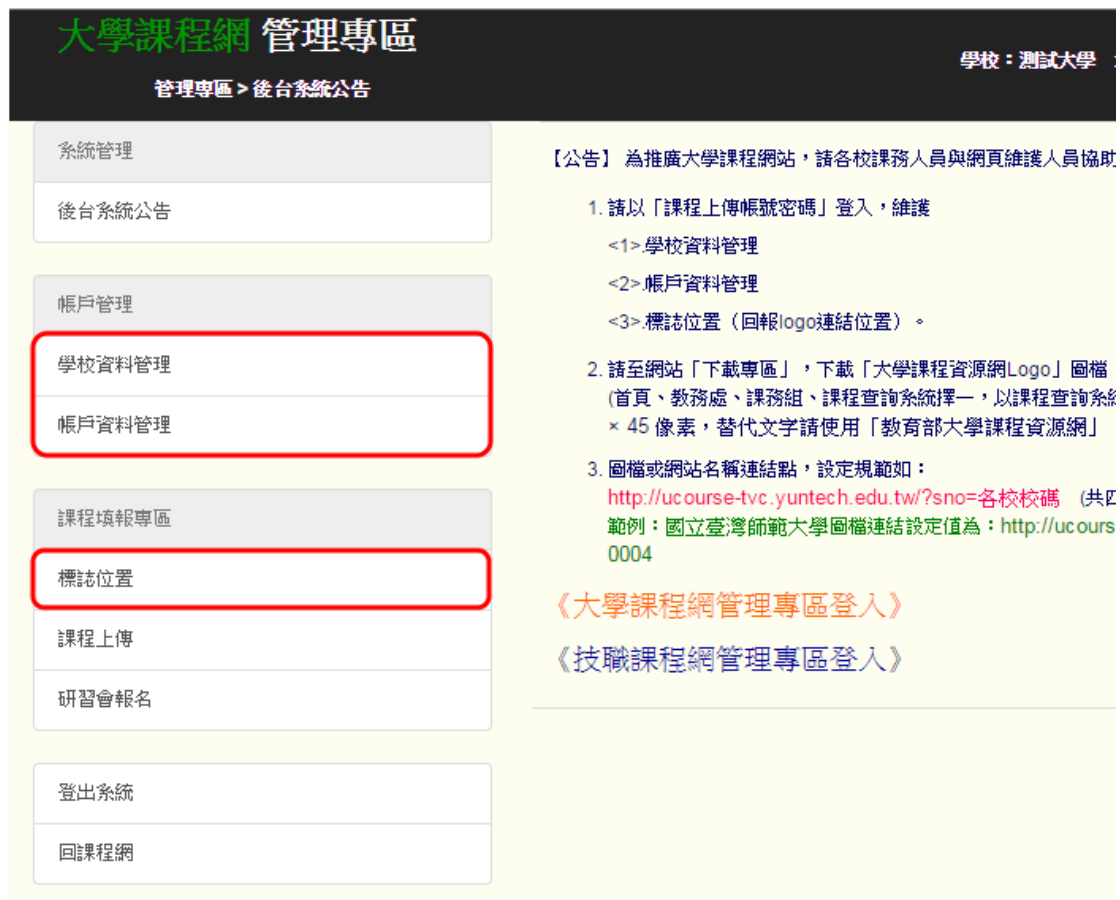 大學課程網 管理專區
管理專區 > 後台系統公告
學校：測試大學
系統管理
後台系統公告
帳戶管理
學校資料管理
帳戶資料管理
課程填報專區
標誌位置
課程上傳
研習會報名
登出系統
回課程網
【公告】 為推廣大學課程網站，請各校課務人員與網頁維護人員協助
1. 請以「課程上傳帳號密碼」登入，維護
<1>.學校資料管理
<2>.帳戶資料管理
<3>.標誌位置（回報logo連結位置）。
2. 請至網站「下載專區」，下載「大學課程資源網Logo」圖檔
(首頁、教務處、課務組、課程查詢系統擇一，以課程查詢系統
× 45 像素，替代文字請使用「教育部大學課程資源網」
3. 圖檔或網站名稱連結點，設定規範如：
http://ucourse-tvc.yuntech.edu.tw/?sno=各校校碼 (共四
範例：國立臺灣師範大學圖檔連結設定值為：http://ucours
0004
《大學課程網管理專區登入》
《技職課程網管理專區登入》